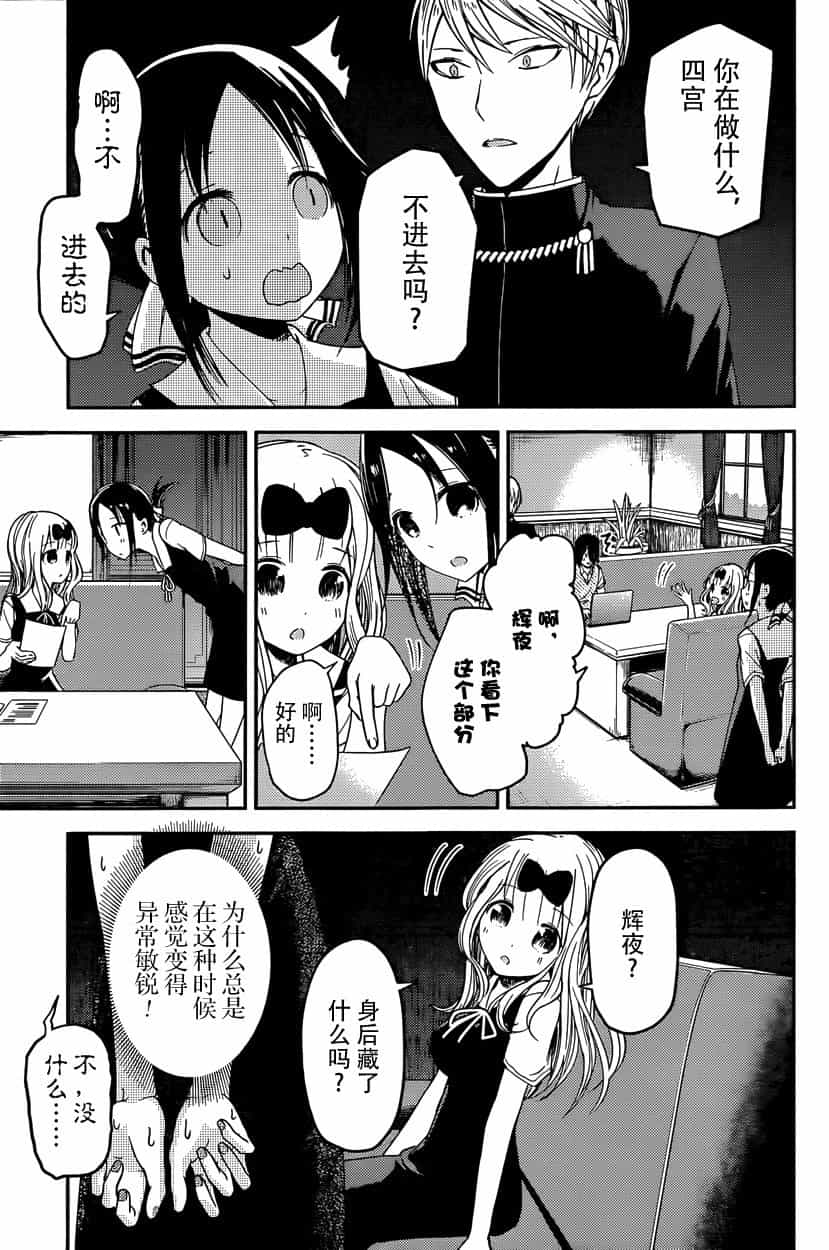 你在做什么,
四宫
不进去吗?
啊…不
进去的
啊,
辉夜
你看下
这个部分
啊……
好的
辉夜?
身后藏了
什么吗?
为什么总是
在这种时候
感觉变得
异常敏锐!
不,没
什么……